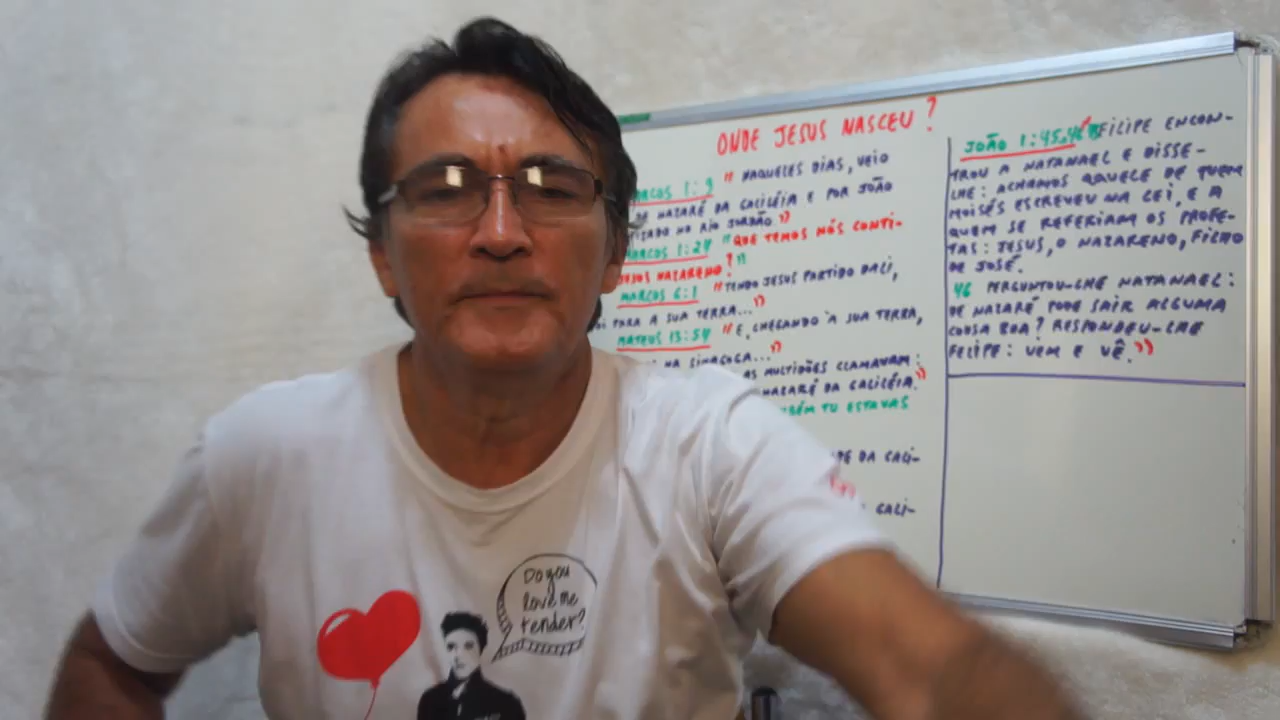 ONDE JESUS NASCEU?
MARCOS 1:9 "NAQUELES DIAS, VEIO
DE NAZARÉ DA GALILÉIA E POR JOÃO
NO RIO JORDÃO."
MARCOS 1:24 "QUE TEMOS NÓS CONTI-
JESUS NAZARENO?"
MARCOS 6:1 "TENDO JESUS PARTIDO DALI,
PARA A SUA TERRA..."
MATEUS 13:54 "E, CHEGANDO À SUA TERRA,
NA SINAGOGA..."
AS MULTIDÕES CLAMAVAM:
NAZARÉ DA GALILÉIA."
TU ESTAVAS
DA GALI-
GALI-
JOÃO 1:45,46 "FILIPE ENCON-
TROU A NATANAEL E DISSE-
LHE: ACHAMOS AQUELE DE QUEM
MOISÉS ESCREVEU NA LEI, E A
QUEM SE REFERIAM OS PROFE-
TAS: JESUS, O NAZARENO, FILHO
DE JOSÉ.
46 PERGUNTOU-LHE NATANAEL:
DE NAZARÉ PODE SAIR ALGUMA
COUSA BOA? RESPONDEU-LHE
FELIPE: VEM E VÊ."
Do you
love me
tender?